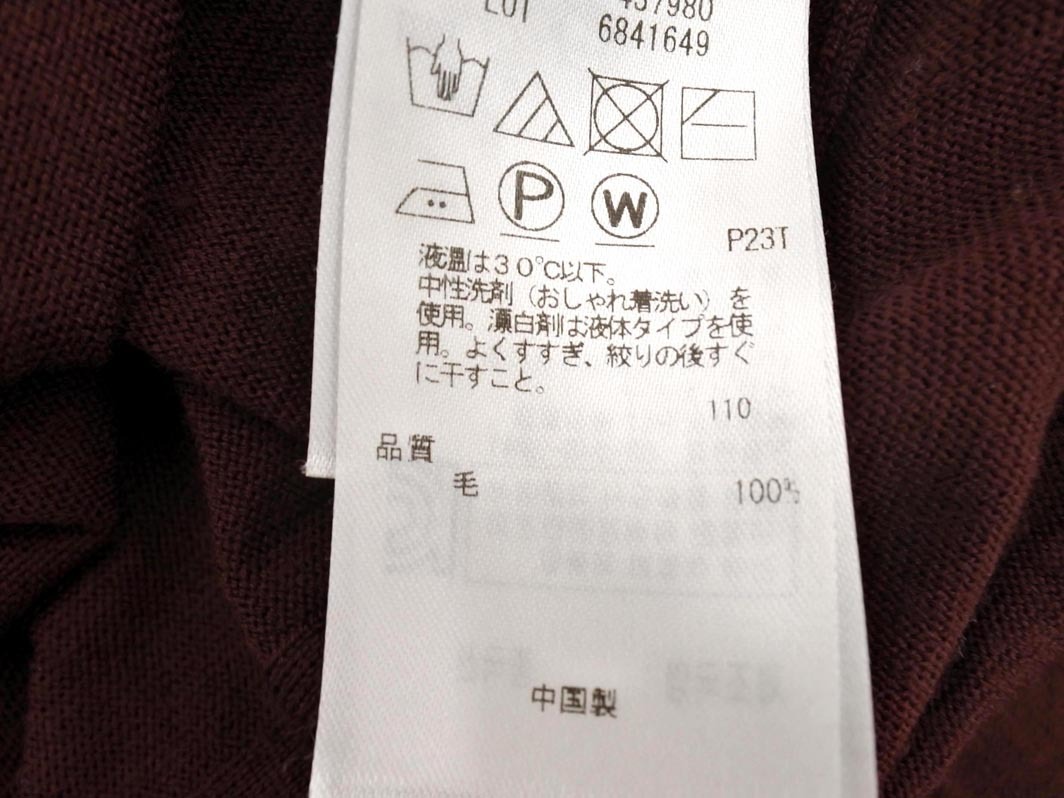 LOT 457980
6841649
P W
P23T
液温は30℃以下。
中性洗剤（おしゃれ着洗い）を
使用。漂白剤は液体タイプを使
用。よくすすぎ、絞りの後すぐ
に干すこと。
110
品質
毛 100%
中国製